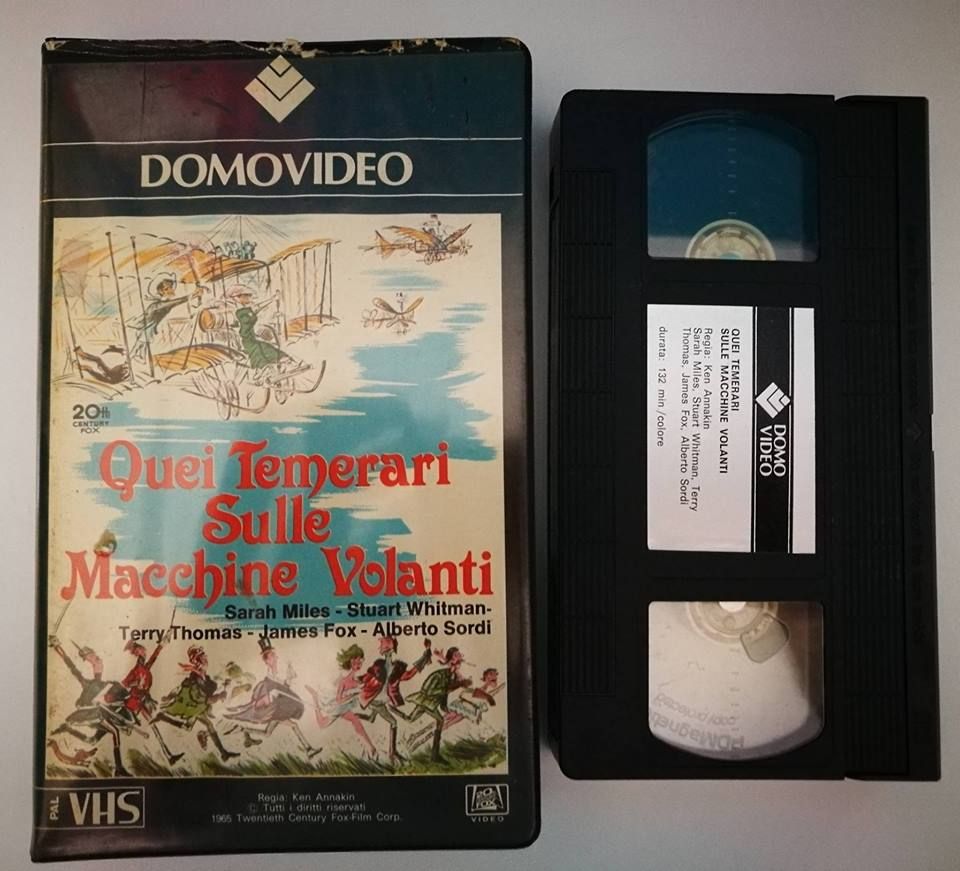 DOMOVIDEO
20th
CENTURY
FOX
Quei Temerari
Sulle
Macchine Volanti
Sarah Miles - Stuart Whitman-
Terry Thomas - James Fox - Alberto Sordi
PAL
VHS
Regia: Ken Annakin
© Tutti i diritti riservati
1965 Twentieth Century Fox-Film Corp.
20th
CENTURY
FOX
VIDEO
DOMO
VIDEO
QUEI TEMERARI
SULLE MACCHINE VOLANTI
Regia: Ken Annakin
Sarah Miles, Stuart Whitman, Terry
Thomas, James Fox, Alberto Sordi
durata: 132 min/colore
copy protected